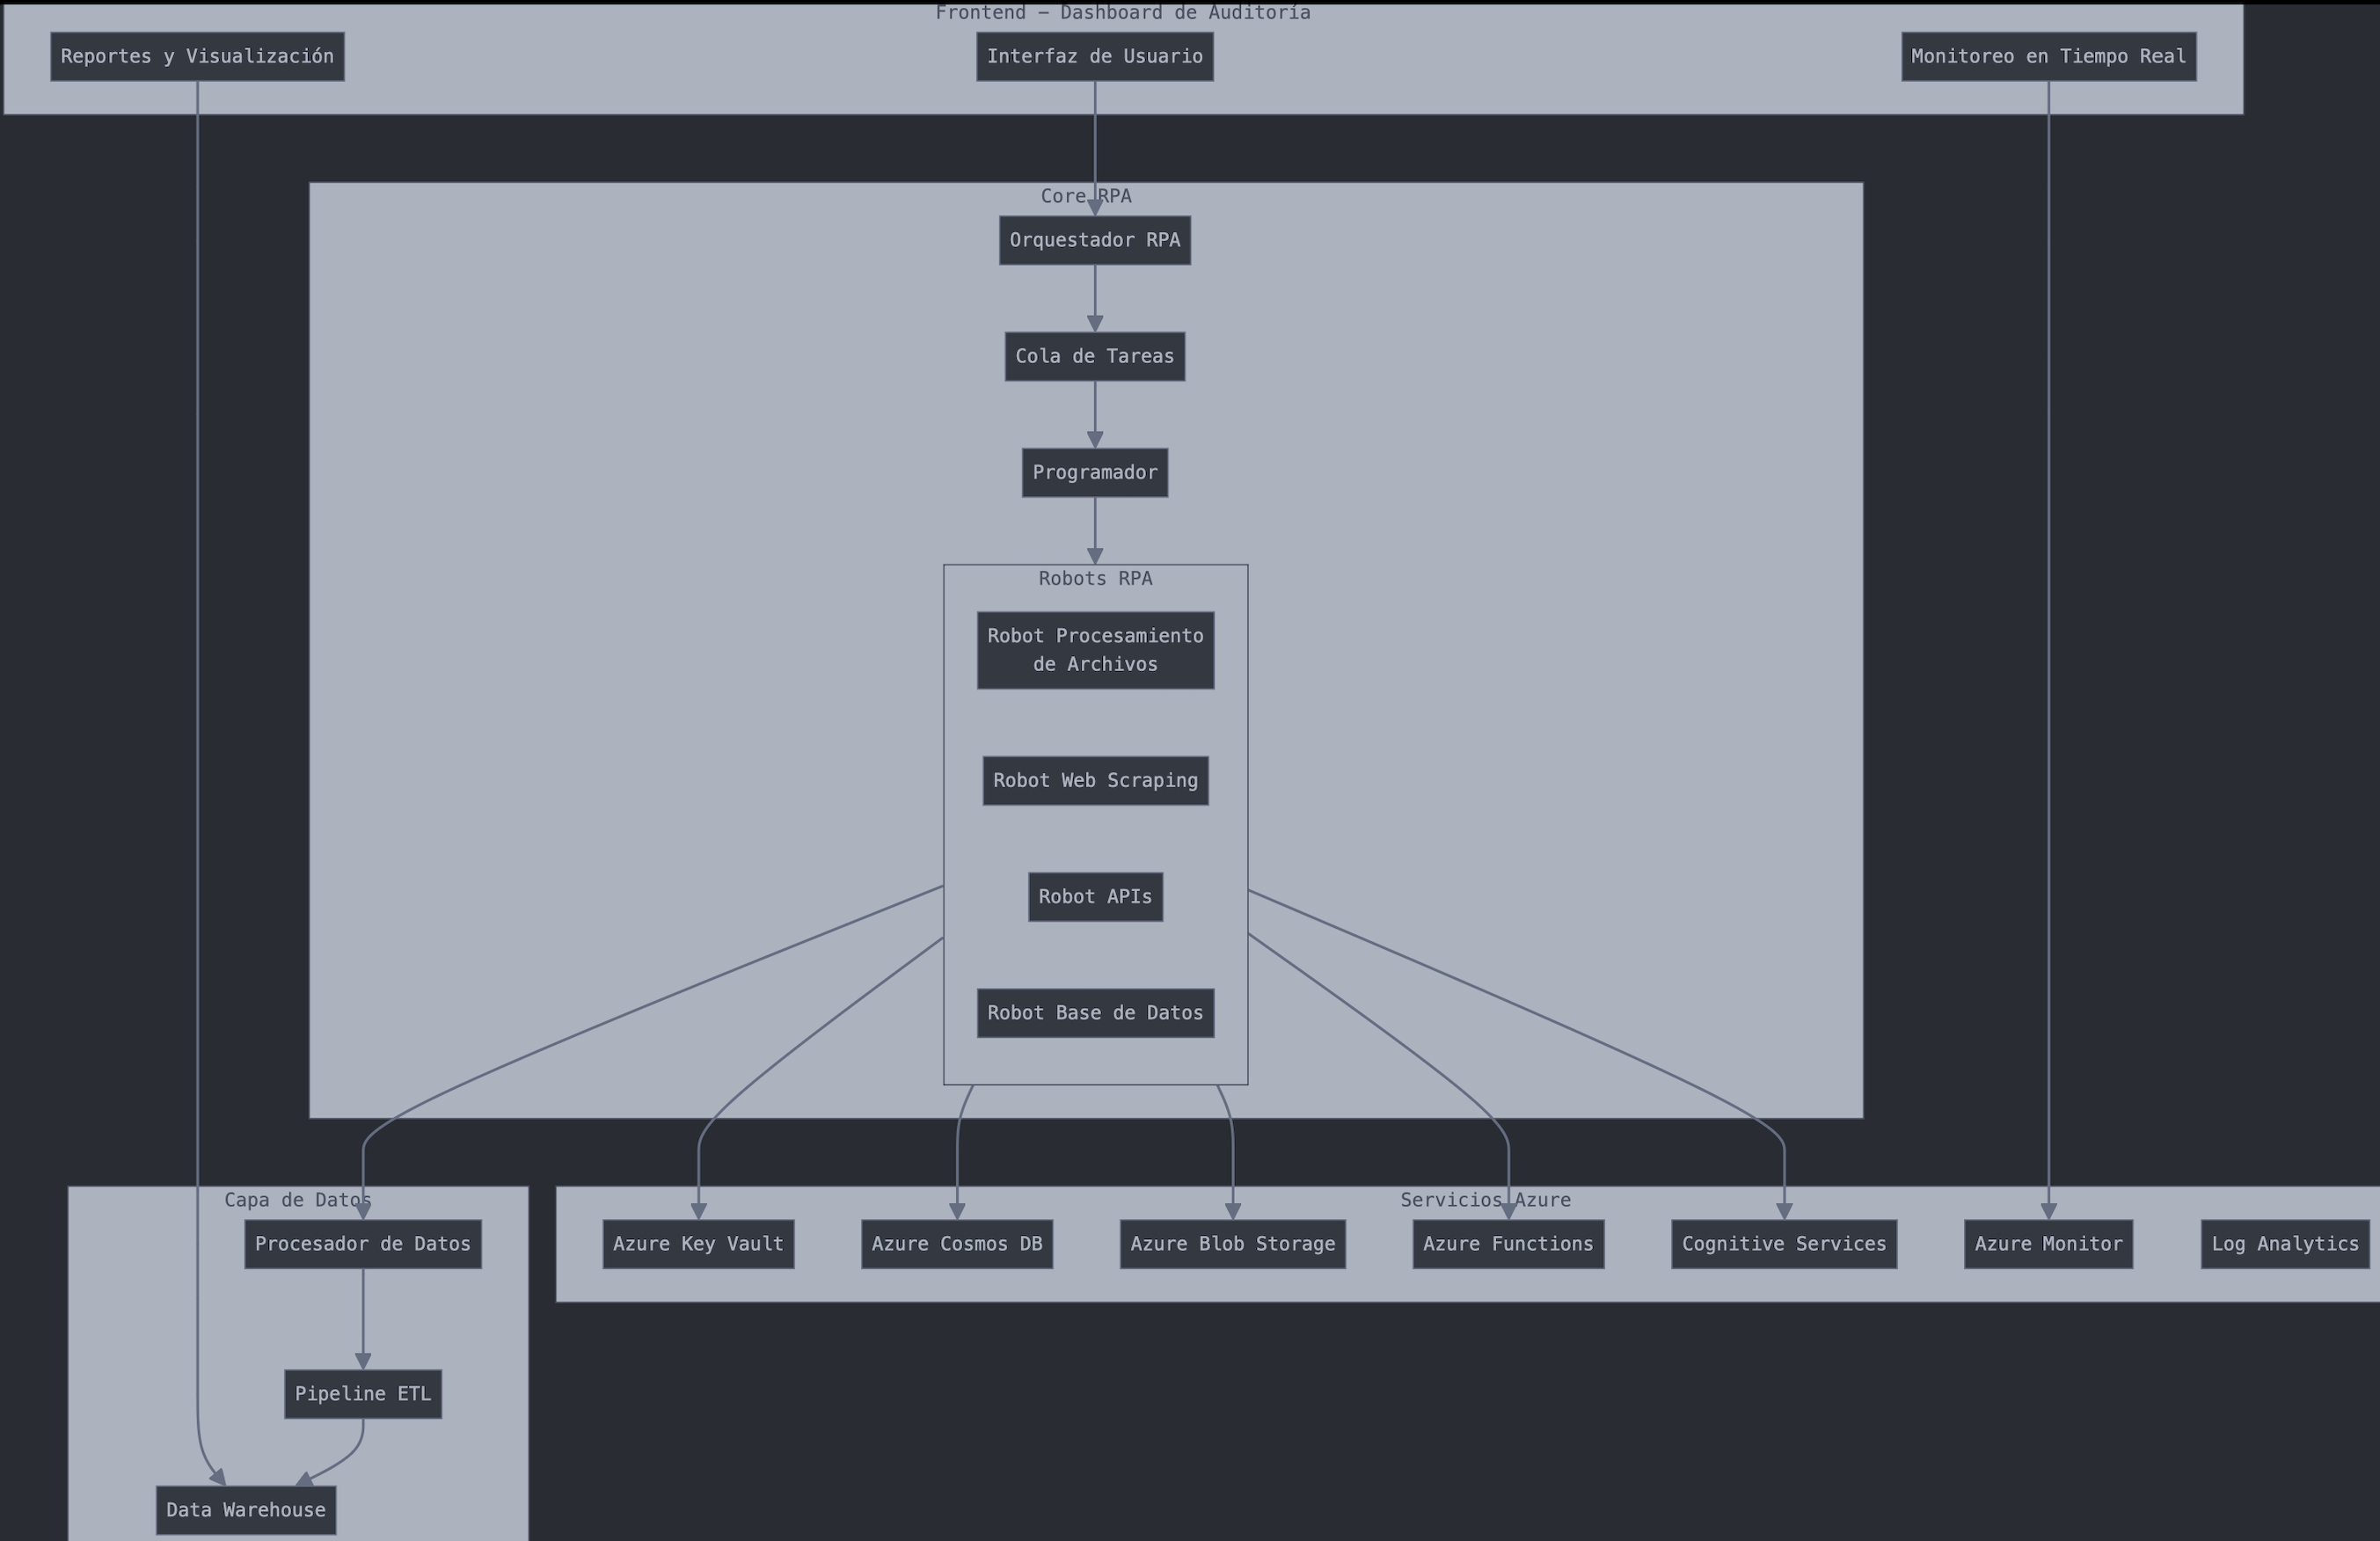 Frontend – Dashboard de Auditoría
Reportes y Visualización
Interfaz de Usuario
Monitoreo en Tiempo Real
Core RPA
Orquestador RPA
Cola de Tareas
Programador
Robots RPA
Robot Procesamiento
de Archivos
Robot Web Scraping
Robot APIs
Robot Base de Datos
Capa de Datos
Procesador de Datos
Pipeline ETL
Data Warehouse
Servicios Azure
Azure Key Vault
Azure Cosmos DB
Azure Blob Storage
Azure Functions
Cognitive Services
Azure Monitor
Log Analytics